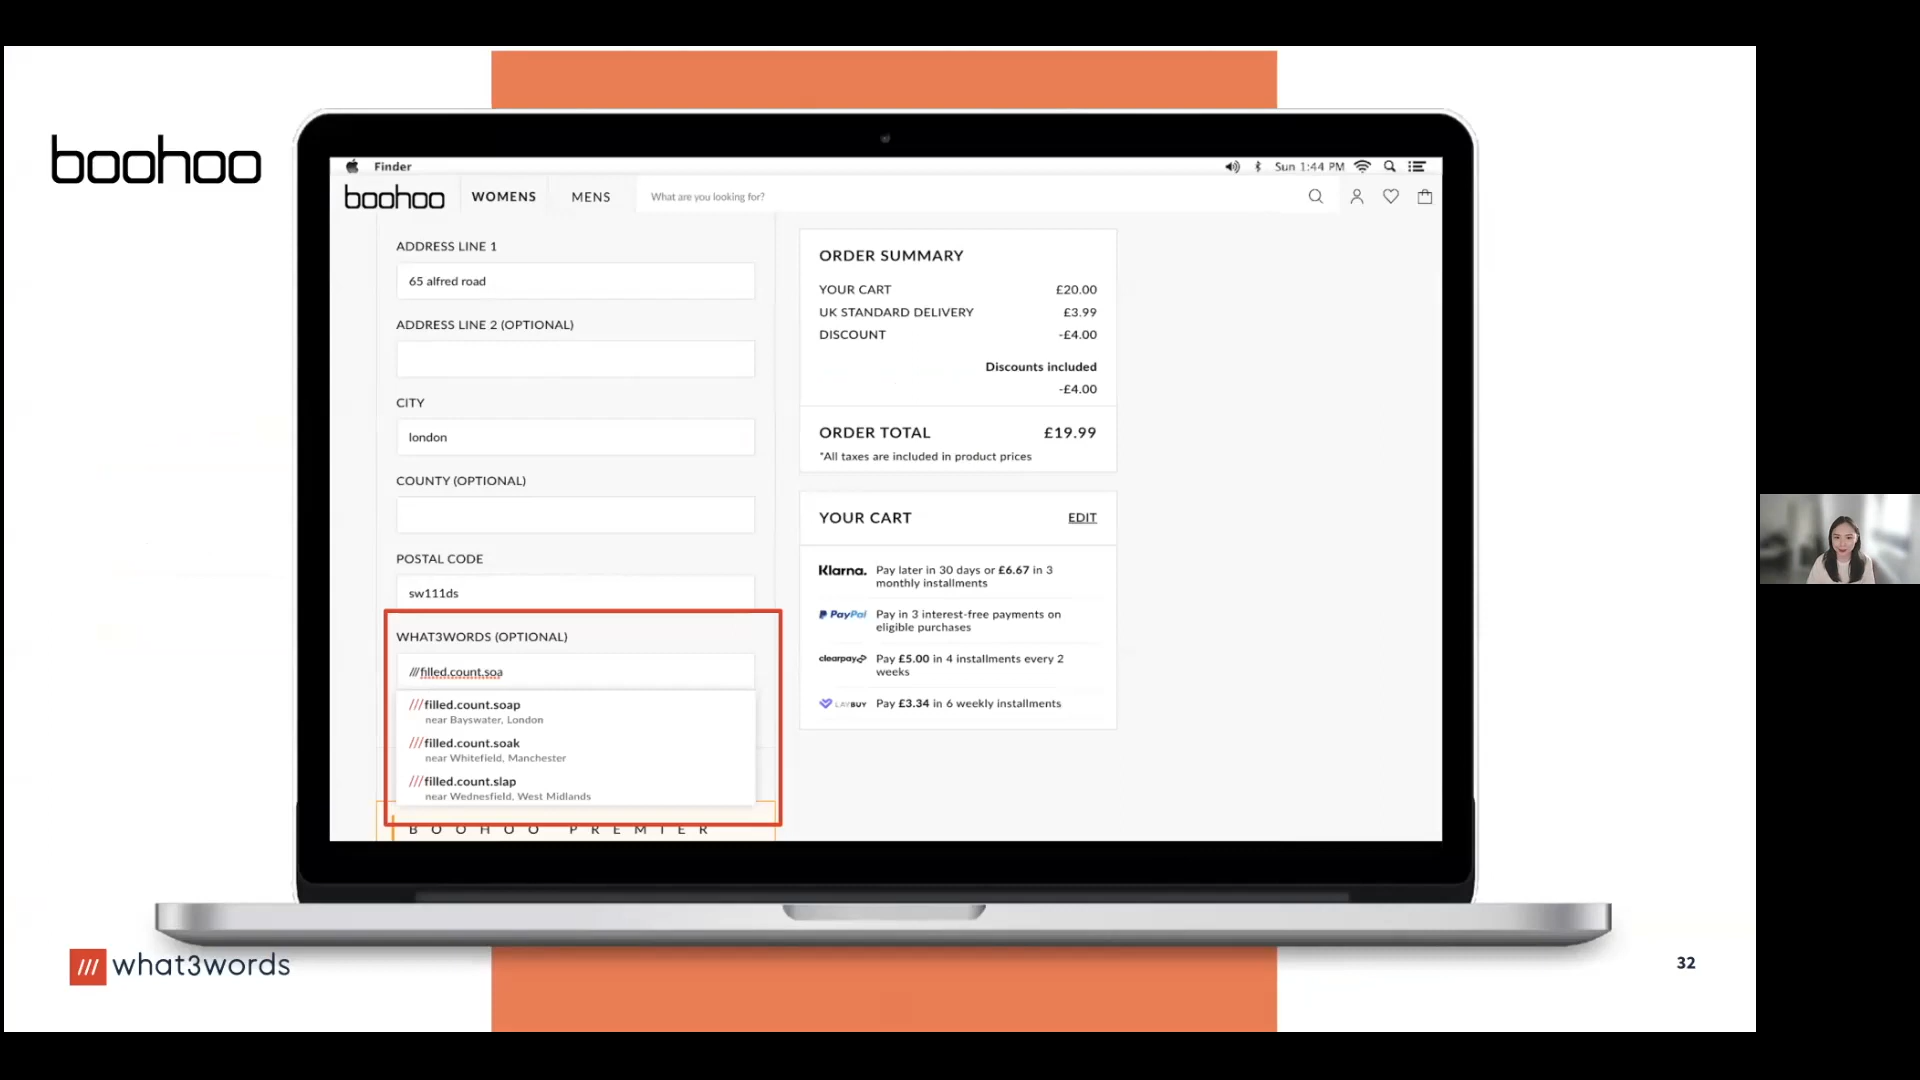 boohoo
Finder
Sun 1:44 PM
boohoo
WOMENS
MENS
What are you looking for?
ADDRESS LINE 1
65 alfred road
ADDRESS LINE 2 (OPTIONAL)
CITY
london
COUNTY (OPTIONAL)
POSTAL CODE
sw111ds
WHAT3WORDS (OPTIONAL)
///filled.count.soa
///filled.count.soap
near Bayswater, London
///filled.count.soak
near Whitefield, Manchester
///filled.count.slap
near Wednesfield, West Midlands
BOOHOO PREMIER
ORDER SUMMARY
YOUR CART £20.00
UK STANDARD DELIVERY £3.99
DISCOUNT -£4.00
Discounts included
-£4.00
ORDER TOTAL £19.99
*All taxes are included in product prices
YOUR CART EDIT
Klarna. Pay later in 30 days or £6.67 in 3
monthly installments
PayPal Pay in 3 interest-free payments on
eligible purchases
clearpay Pay £5.00 in 4 installments every 2
weeks
LAYBUY Pay £3.34 in 6 weekly installments
/// what3words
32